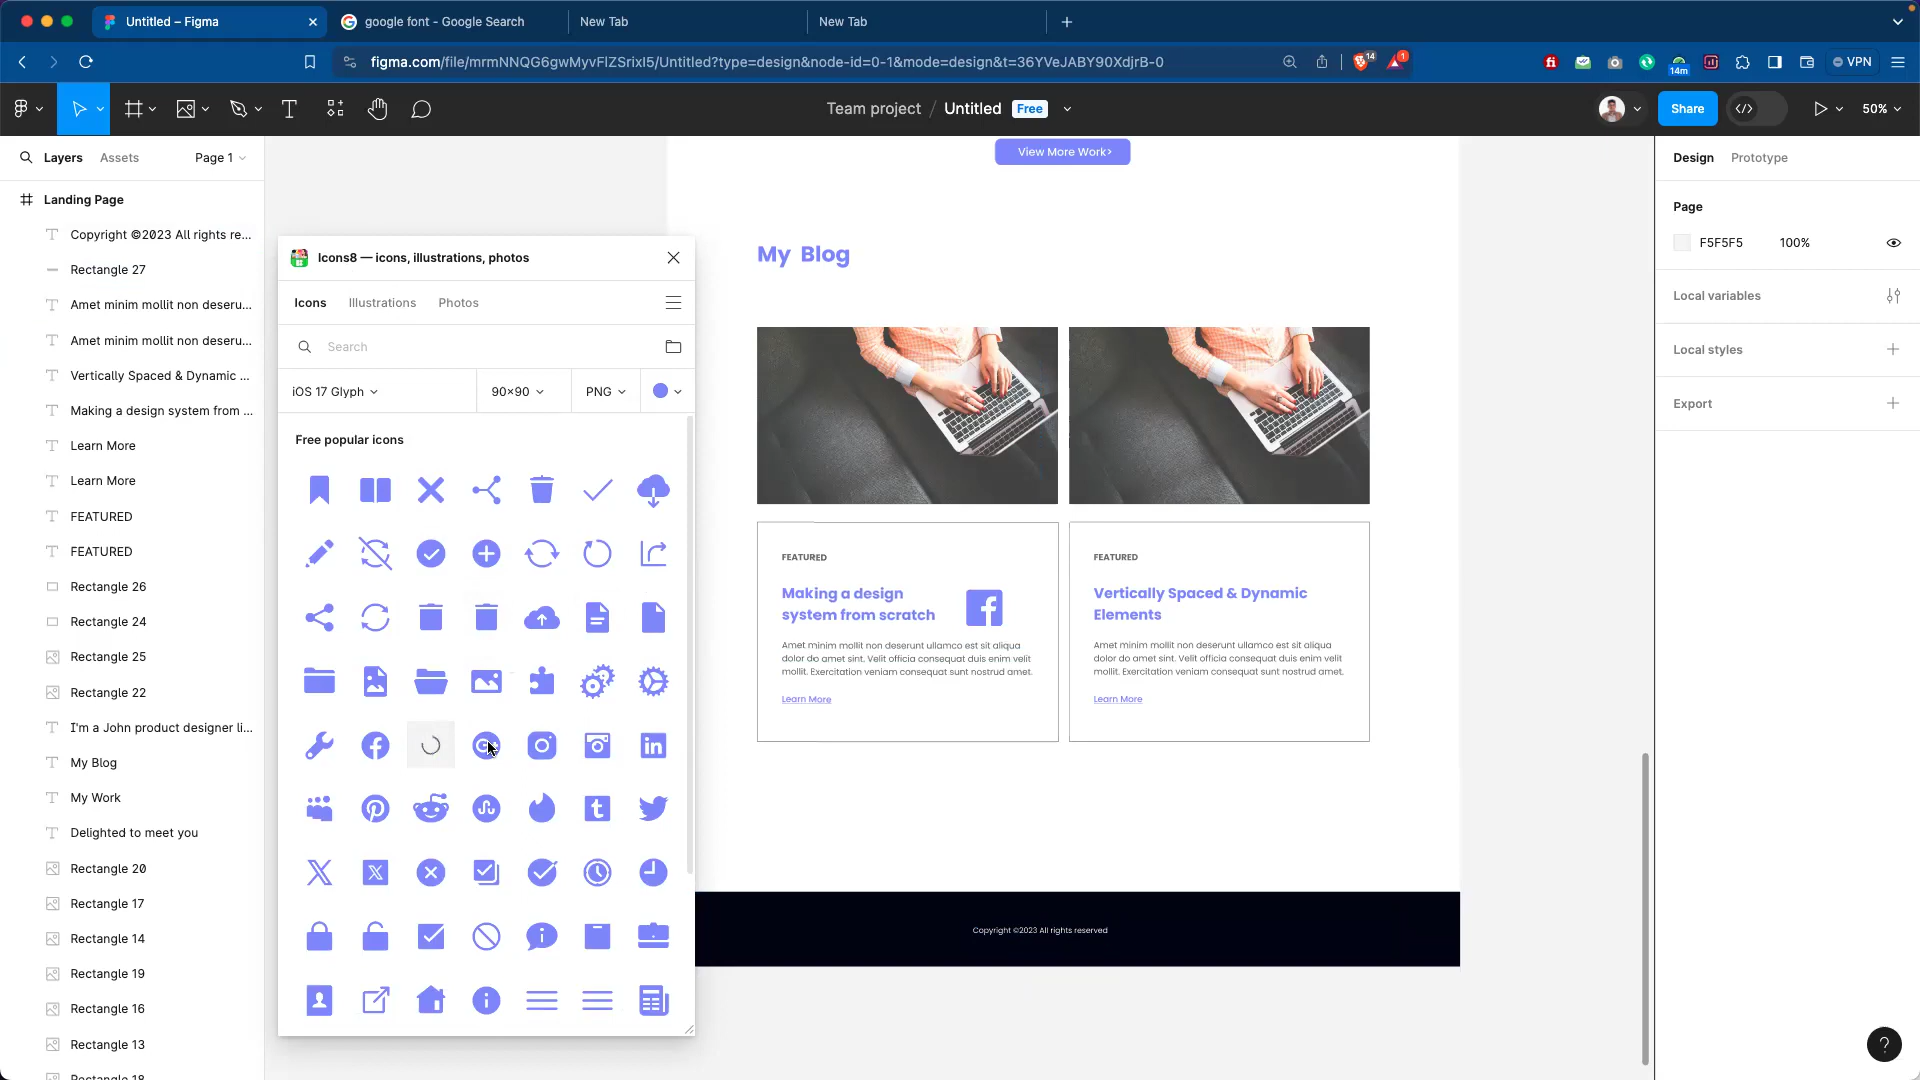 Untitled – Figma
google font - Google Search
New Tab
New Tab
figma.com/file/mrmNNQG6gwMyvFlZSrixI5/Untitled?type=design&node-id=0-1&mode=design&t=36YVeJABY90XdjrB-0
14
1
14m
VPN
Team project / Untitled
Free
Share
50%
Layers
Assets
Page 1
Landing Page
Copyright ©2023 All rights re...
Rectangle 27
Amet minim mollit non deseru...
Amet minim mollit non deseru...
Vertically Spaced & Dynamic ...
Making a design system from ...
Learn More
Learn More
FEATURED
FEATURED
Rectangle 26
Rectangle 24
Rectangle 25
Rectangle 22
I'm a John product designer li...
My Blog
My Work
Delighted to meet you
Rectangle 20
Rectangle 17
Rectangle 14
Rectangle 19
Rectangle 16
Rectangle 13
Rectangle 18
Icons8 — icons, illustrations, photos
Icons
Illustrations
Photos
Search
iOS 17 Glyph
90×90
PNG
Free popular icons
View More Work>
My Blog
FEATURED
Making a design
system from scratch
Amet minim mollit non deserunt ullamco est sit aliqua
dolor do amet sint. Velit officia consequat duis enim velit
mollit. Exercitation veniam consequat sunt nostrud amet.
Learn More
FEATURED
Vertically Spaced & Dynamic
Elements
Amet minim mollit non deserunt ullamco est sit aliqua
dolor do amet sint. Velit officia consequat duis enim velit
mollit. Exercitation veniam consequat sunt nostrud amet.
Learn More
Copyright ©2023 All rights reserved
Design
Prototype
Page
F5F5F5
100%
Local variables
Local styles
Export
?